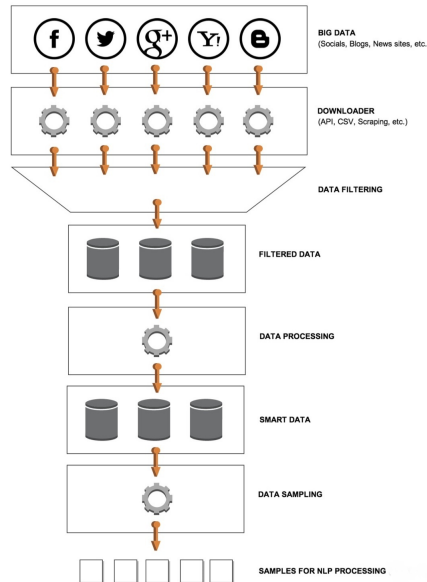 f
g+
Y!
B
BIG DATA
(Socials, Blogs, News sites, etc.
DOWNLOADER
(API, CSV, Scraping, etc.)
DATA FILTERING
FILTERED DATA
DATA PROCESSING
SMART DATA
DATA SAMPLING
SAMPLES FOR NLP PROCESSING